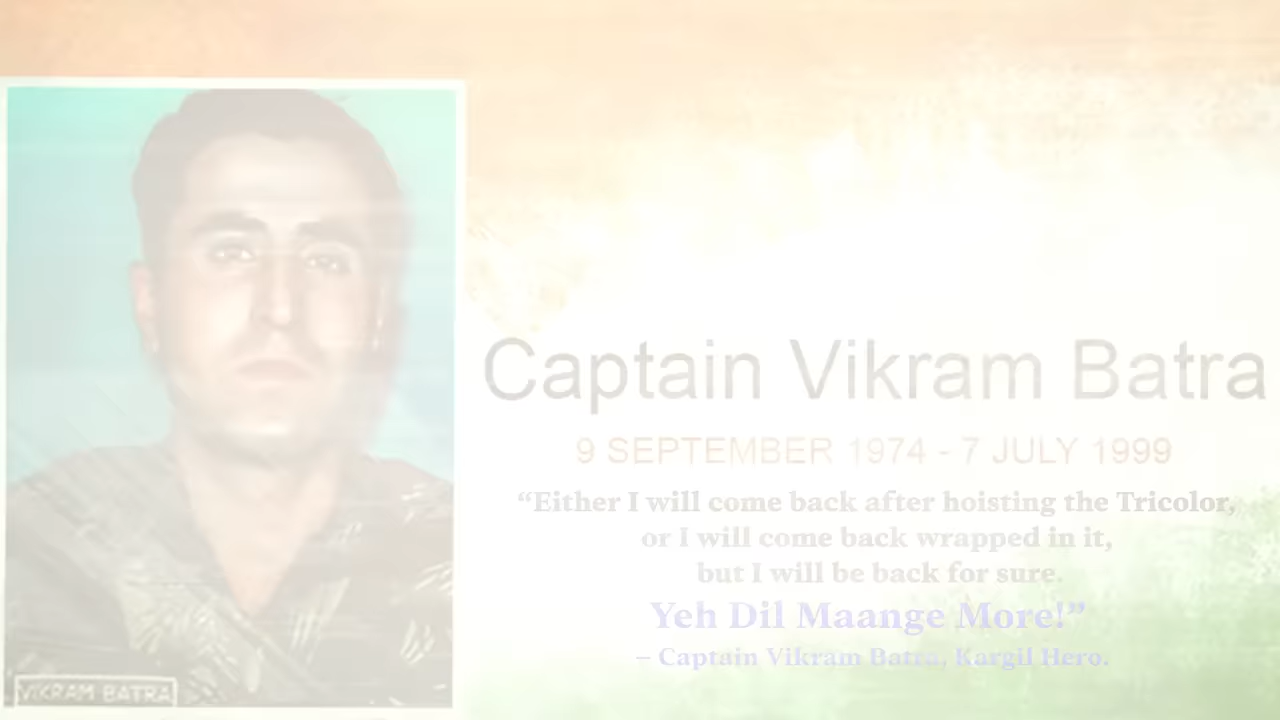 Captain Vikram Batra
9 SEPTEMBER 1974 - 7 JULY 1999
“Either I will come back after hoisting the Tricolor,
or I will come back wrapped in it,
but I will be back for sure.
Yeh Dil Maange More!”
– Captain Vikram Batra, Kargil Hero.
VIKRAM BATRA